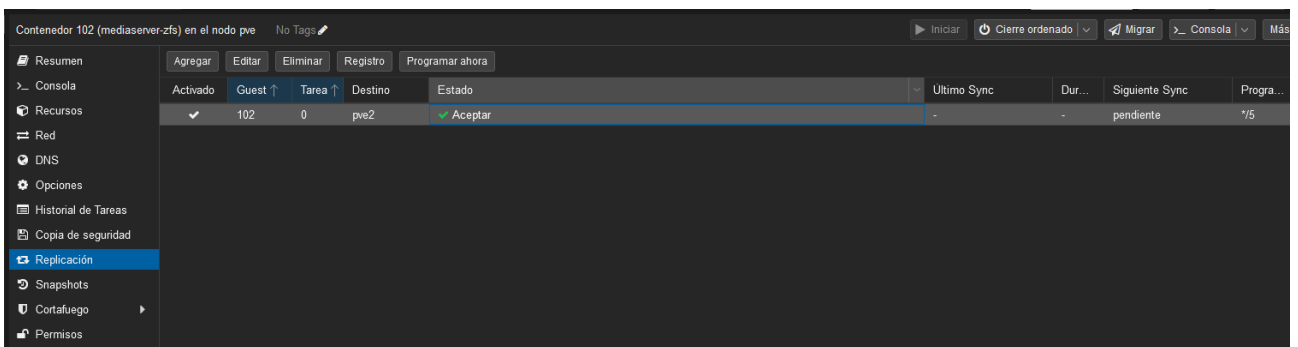 Contenedor 102 (mediaserver-zfs) en el nodo pve No Tags Iniciar Cierre ordenado Migrar >_ Consola Más
Resumen
>_ Consola
Recursos
Red
DNS
Opciones
Historial de Tareas
Copia de seguridad
Replicación
Snapshots
Cortafuego
Permisos
Agregar Editar Eliminar Registro Programar ahora
Activado Guest ↑ Tarea ↑ Destino Estado Último Sync Dur... Siguiente Sync Progra...
102 0 pve2 Aceptar - - pendiente */5